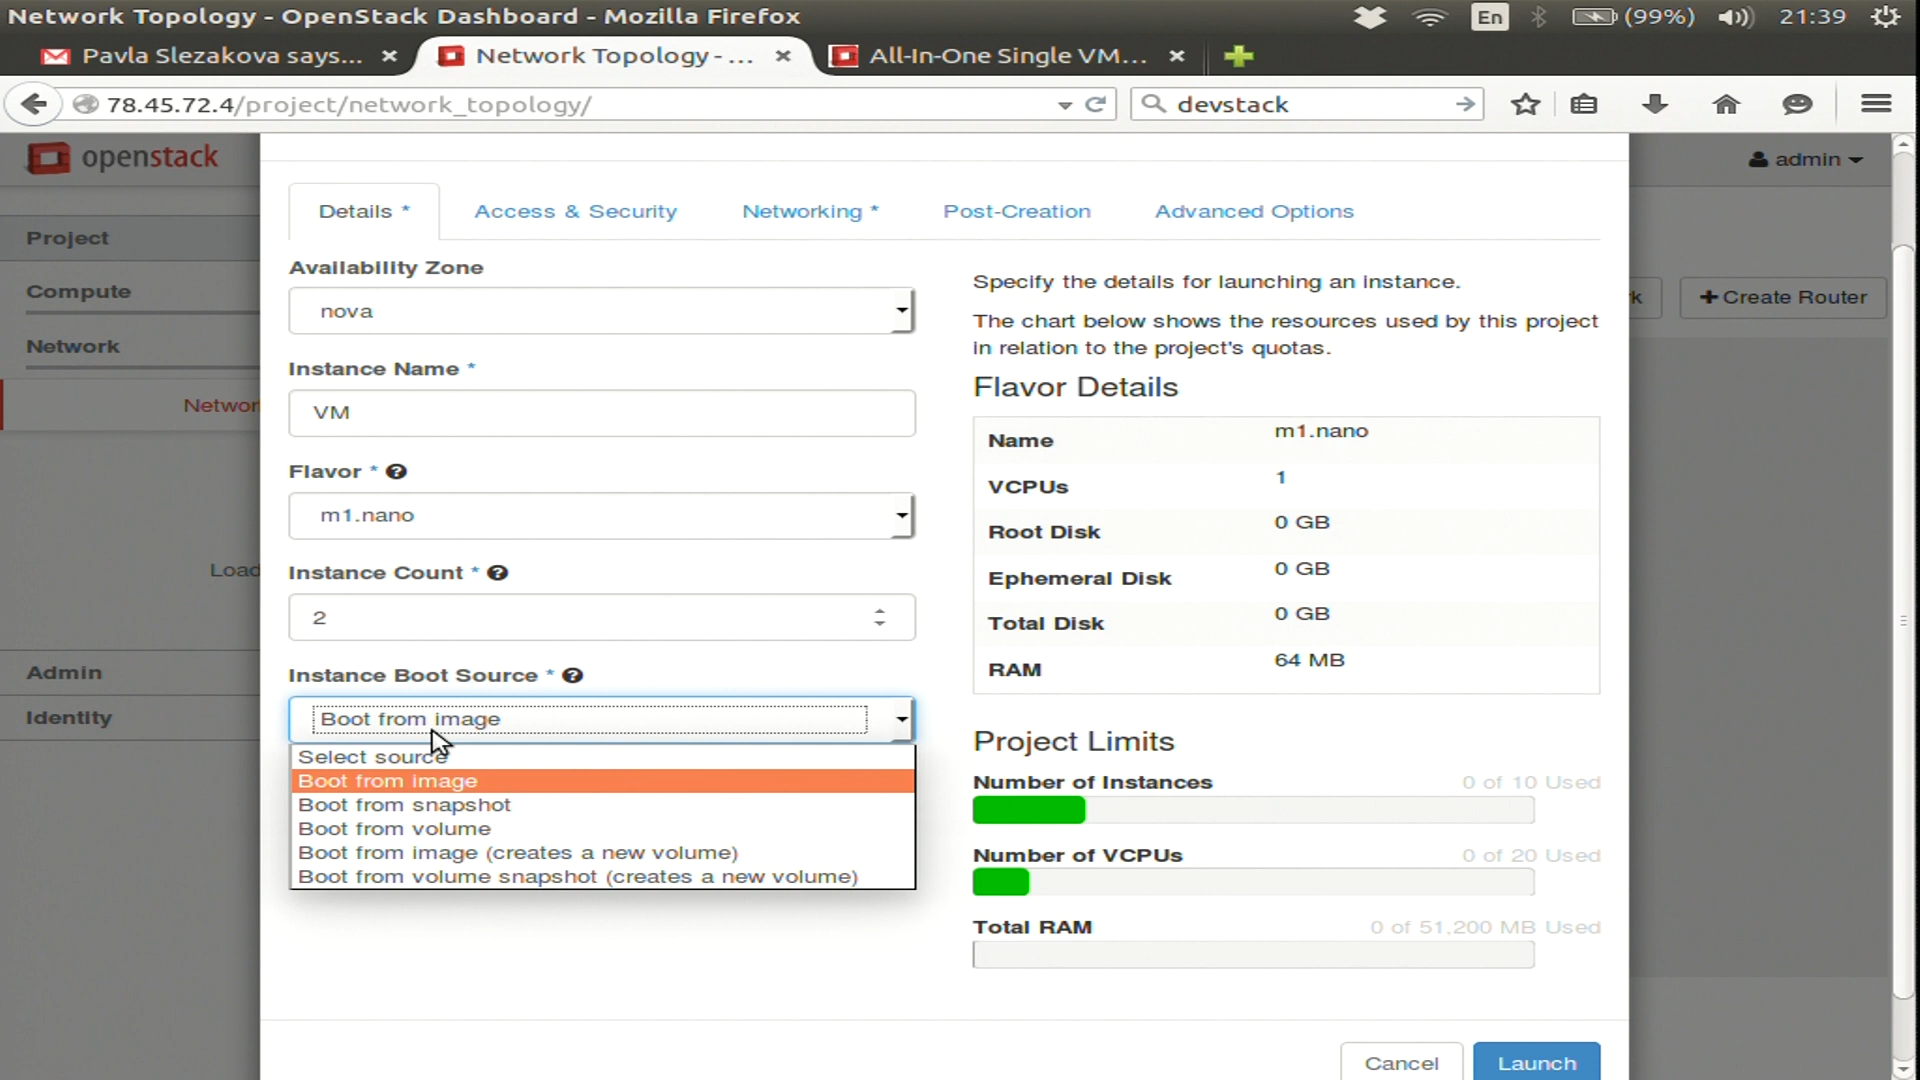 Network Topology - OpenStack Dashboard - Mozilla Firefox
En
(99%)
21:39
Pavla Slezakova says...
Network Topology - ...
All-In-One Single VM...
78.45.72.4/project/network_topology/
devstack
openstack
admin
Details *
Access & Security
Networking *
Post-Creation
Advanced Options
Project
Compute
Network
Networ
Load
Admin
Identity
k
Create Router
Availability Zone
nova
Instance Name *
VM
Flavor *
m1.nano
Instance Count *
2
Instance Boot Source *
Boot from image
Select source
Boot from image
Boot from snapshot
Boot from volume
Boot from image (creates a new volume)
Boot from volume snapshot (creates a new volume)
Specify the details for launching an instance.
The chart below shows the resources used by this project
in relation to the project's quotas.
Flavor Details
Name m1.nano
VCPUs 1
Root Disk 0 GB
Ephemeral Disk 0 GB
Total Disk 0 GB
RAM 64 MB
Project Limits
Number of Instances 0 of 10 Used
Number of VCPUs 0 of 20 Used
Total RAM 0 of 51,200 MB Used
Cancel
Launch